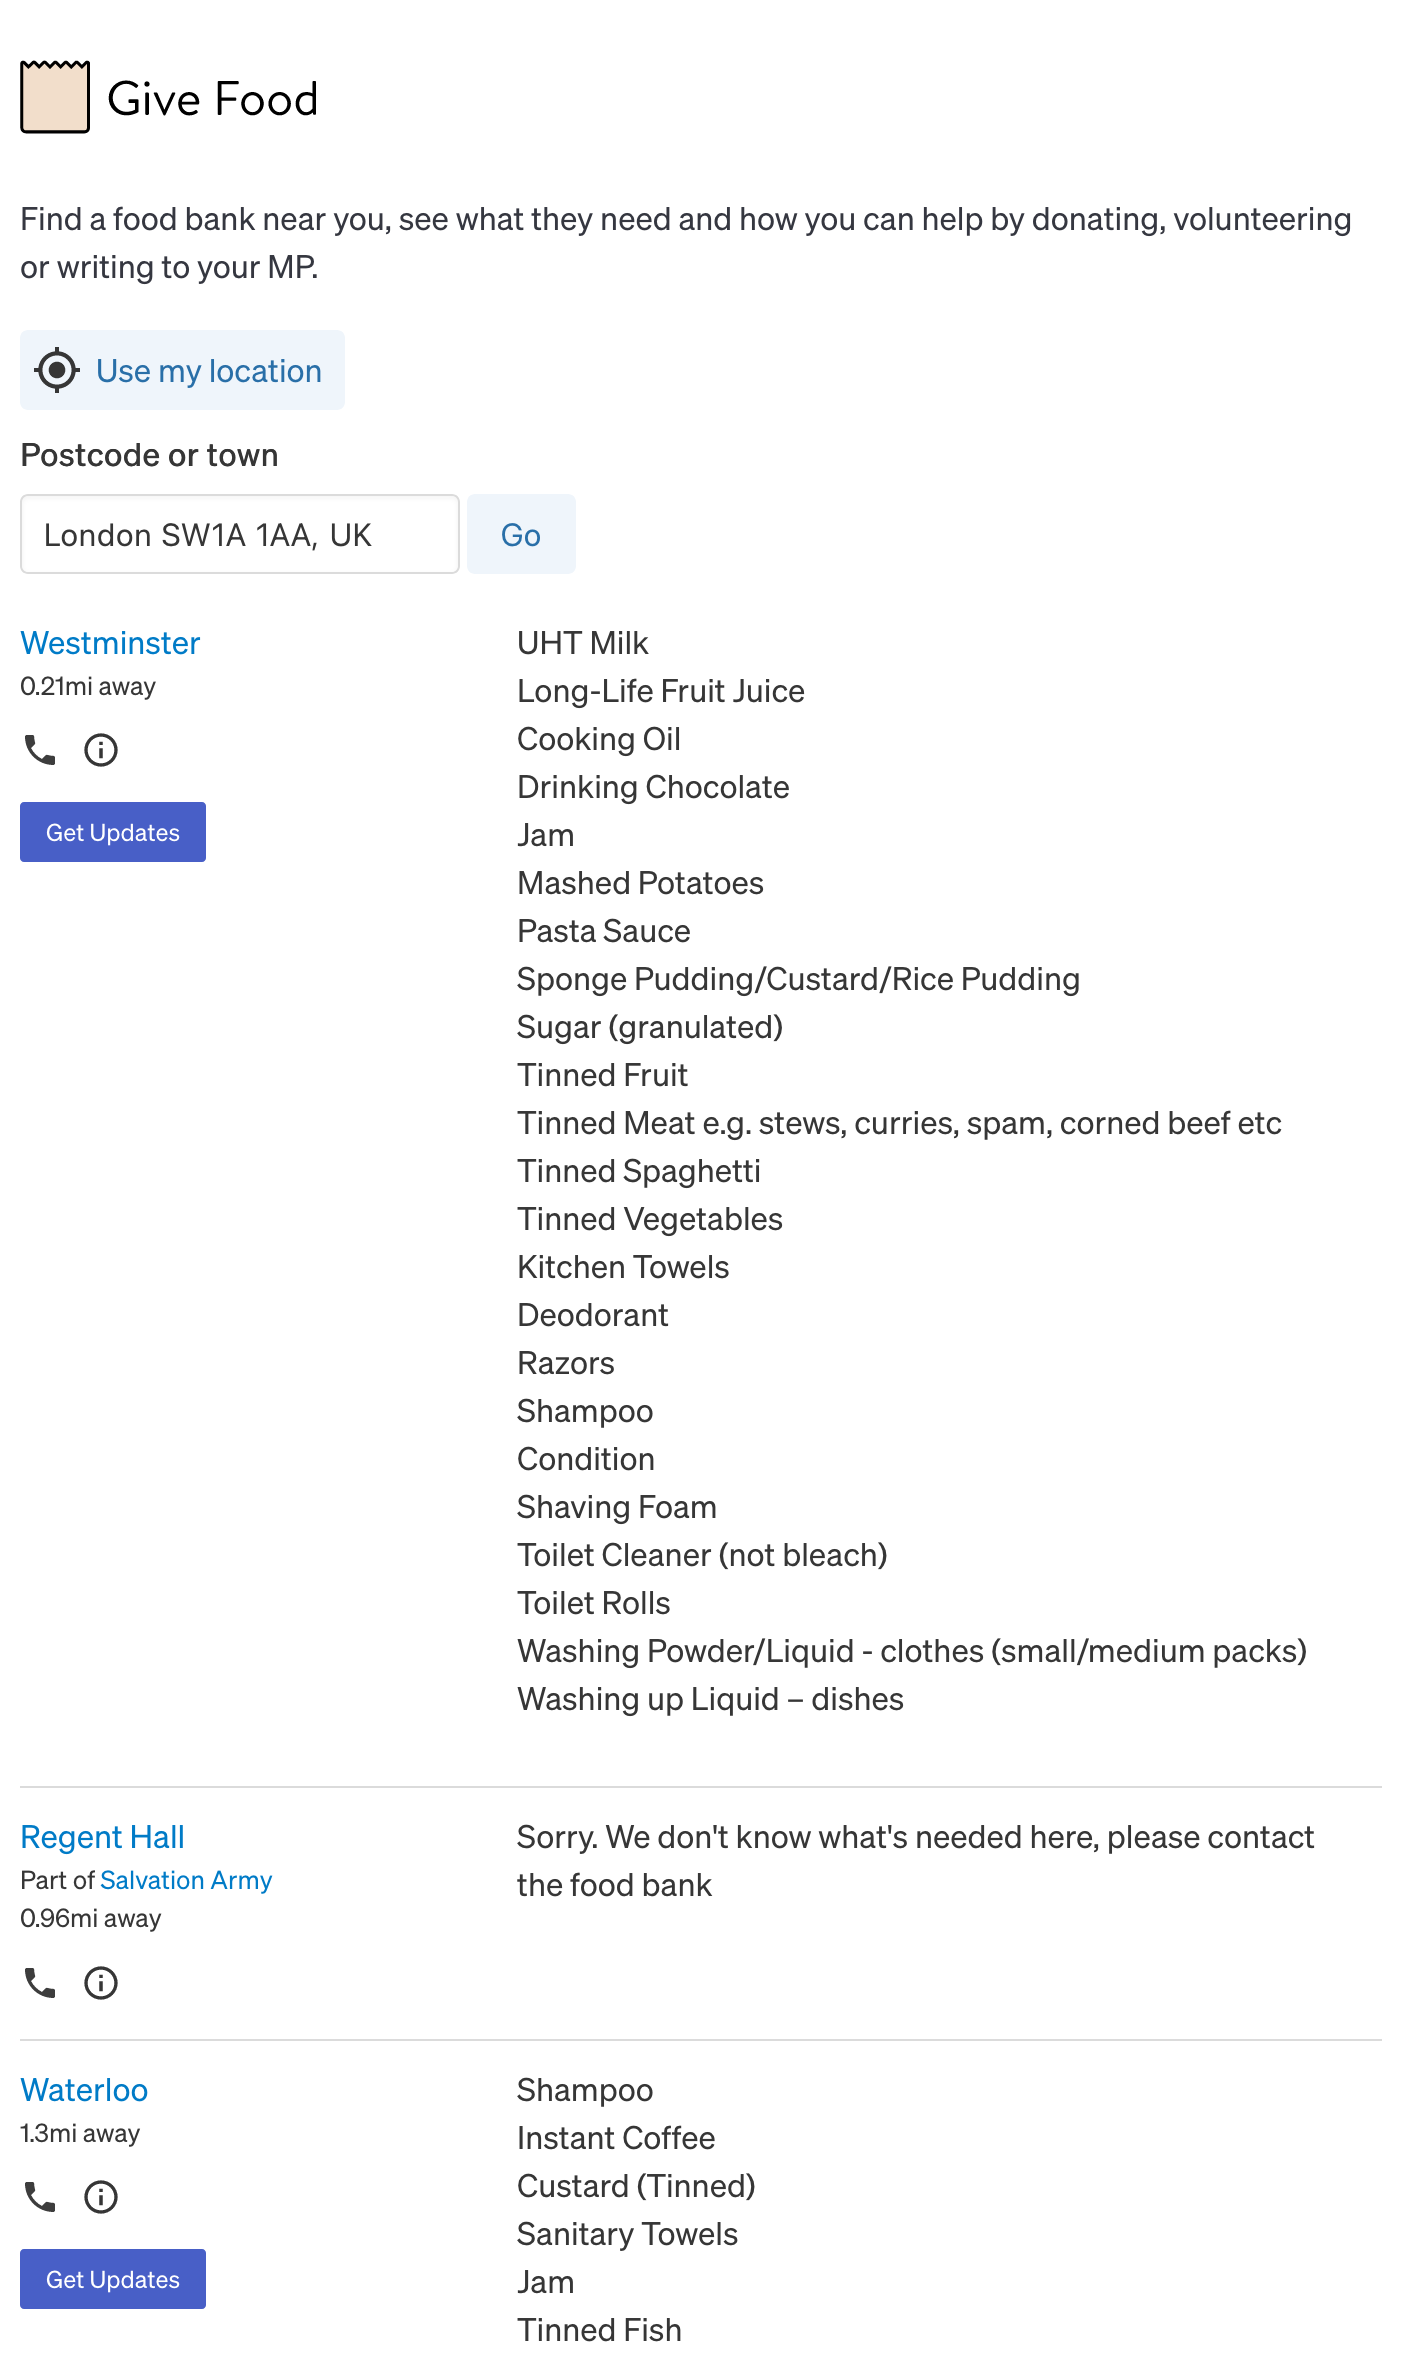 Give Food
Find a food bank near you, see what they need and how you can help by donating, volunteering
or writing to your MP.
Use my location
Postcode or town
London SW1A 1AA, UK
Go
Westminster
0.21mi away
Get Updates
UHT Milk
Long-Life Fruit Juice
Cooking Oil
Drinking Chocolate
Jam
Mashed Potatoes
Pasta Sauce
Sponge Pudding/Custard/Rice Pudding
Sugar (granulated)
Tinned Fruit
Tinned Meat e.g. stews, curries, spam, corned beef etc
Tinned Spaghetti
Tinned Vegetables
Kitchen Towels
Deodorant
Razors
Shampoo
Condition
Shaving Foam
Toilet Cleaner (not bleach)
Toilet Rolls
Washing Powder/Liquid - clothes (small/medium packs)
Washing up Liquid – dishes
Regent Hall
Part of Salvation Army
0.96mi away
Sorry. We don't know what's needed here, please contact
the food bank
Waterloo
1.3mi away
Get Updates
Shampoo
Instant Coffee
Custard (Tinned)
Sanitary Towels
Jam
Tinned Fish